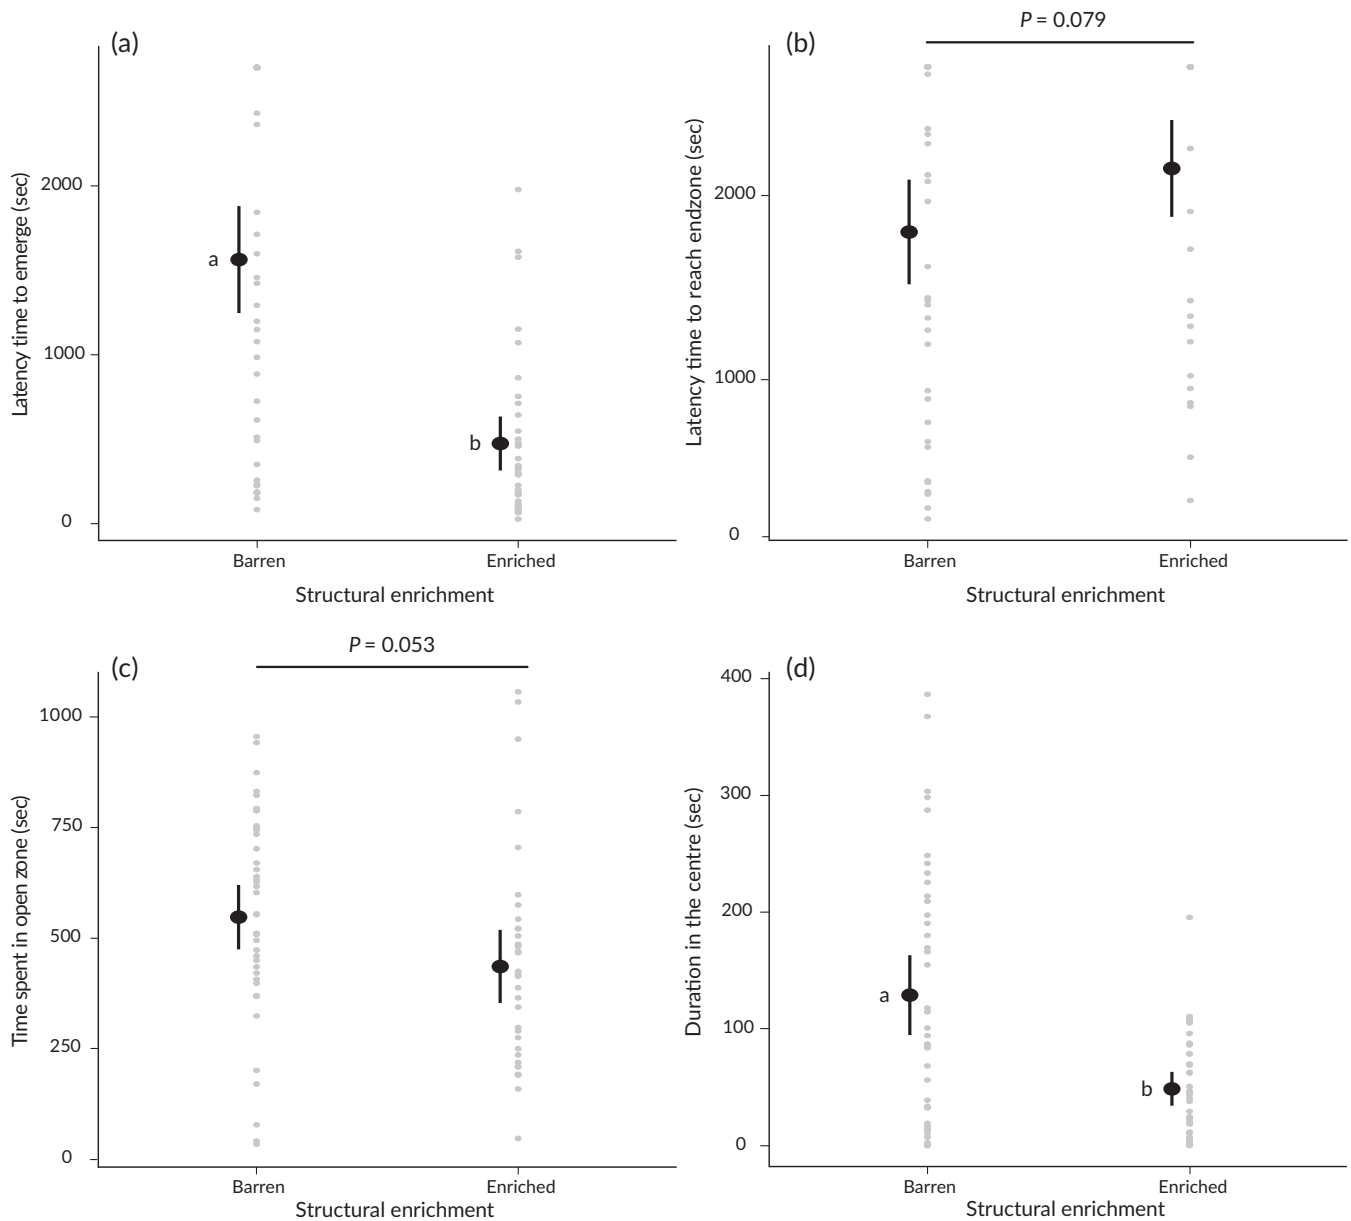 (a)
Latency time to emerge (sec)
2000
1000
0
a
b
Barren
Enriched
Structural enrichment
(b)
P = 0.079
Latency time to reach endzone (sec)
2000
1000
0
Barren
Enriched
Structural enrichment
(c)
P = 0.053
Time spent in open zone (sec)
1000
750
500
250
0
Barren
Enriched
Structural enrichment
(d)
Duration in the centre (sec)
400
300
200
100
0
a
b
Barren
Enriched
Structural enrichment